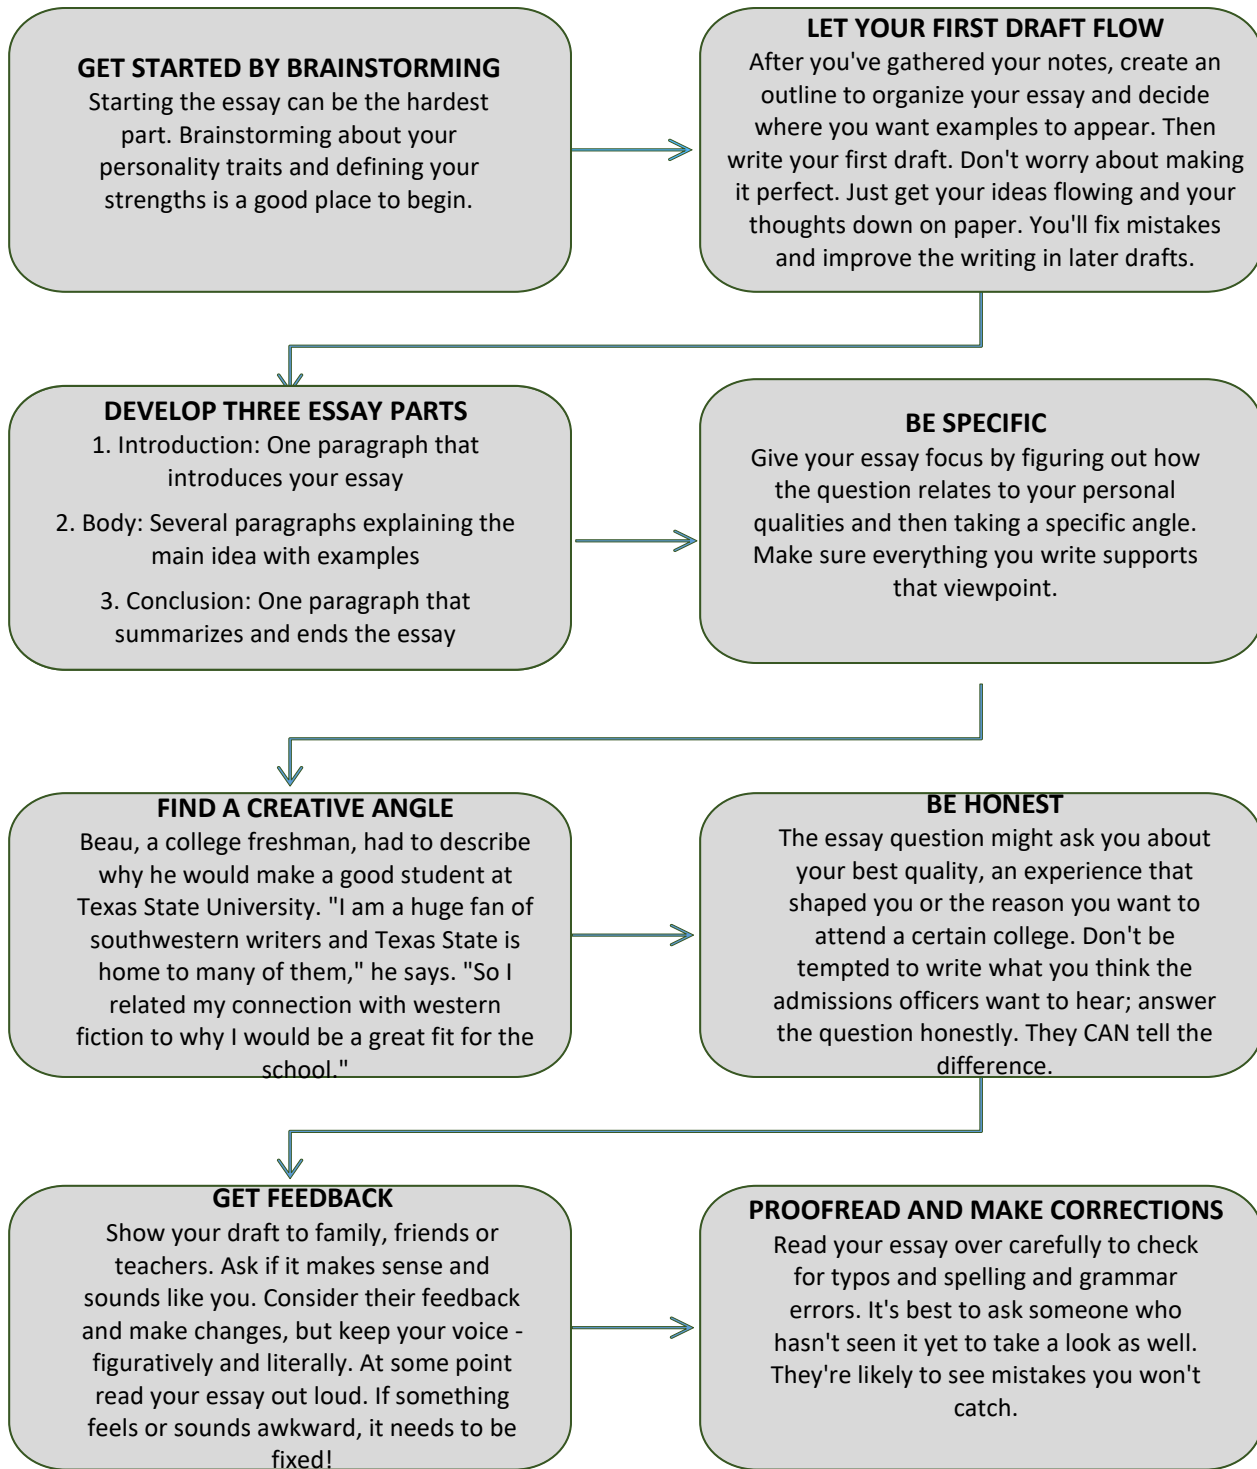 GET STARTED BY BRAINSTORMING
Starting the essay can be the hardest
part. Brainstorming about your
personality traits and defining your
strengths is a good place to begin.
LET YOUR FIRST DRAFT FLOW
After you've gathered your notes, create an
outline to organize your essay and decide
where you want examples to appear. Then
write your first draft. Don't worry about making
it perfect. Just get your ideas flowing and your
thoughts down on paper. You'll fix mistakes
and improve the writing in later drafts.
DEVELOP THREE ESSAY PARTS
1. Introduction: One paragraph that
introduces your essay
2. Body: Several paragraphs explaining the
main idea with examples
3. Conclusion: One paragraph that
summarizes and ends the essay
BE SPECIFIC
Give your essay focus by figuring out how
the question relates to your personal
qualities and then taking a specific angle.
Make sure everything you write supports
that viewpoint.
FIND A CREATIVE ANGLE
Beau, a college freshman, had to describe
why he would make a good student at
Texas State University. "I am a huge fan of
southwestern writers and Texas State is
home to many of them," he says. "So I
related my connection with western
fiction to why I would be a great fit for the
school."
BE HONEST
The essay question might ask you about
your best quality, an experience that
shaped you or the reason you want to
attend a certain college. Don't be
tempted to write what you think the
admissions officers want to hear; answer
the question honestly. They CAN tell the
difference.
GET FEEDBACK
Show your draft to family, friends or
teachers. Ask if it makes sense and
sounds like you. Consider their feedback
and make changes, but keep your voice -
figuratively and literally. At some point
read your essay out loud. If something
feels or sounds awkward, it needs to be
fixed!
PROOFREAD AND MAKE CORRECTIONS
Read your essay over carefully to check
for typos and spelling and grammar
errors. It's best to ask someone who
hasn't seen it yet to take a look as well.
They're likely to see mistakes you won't
catch.